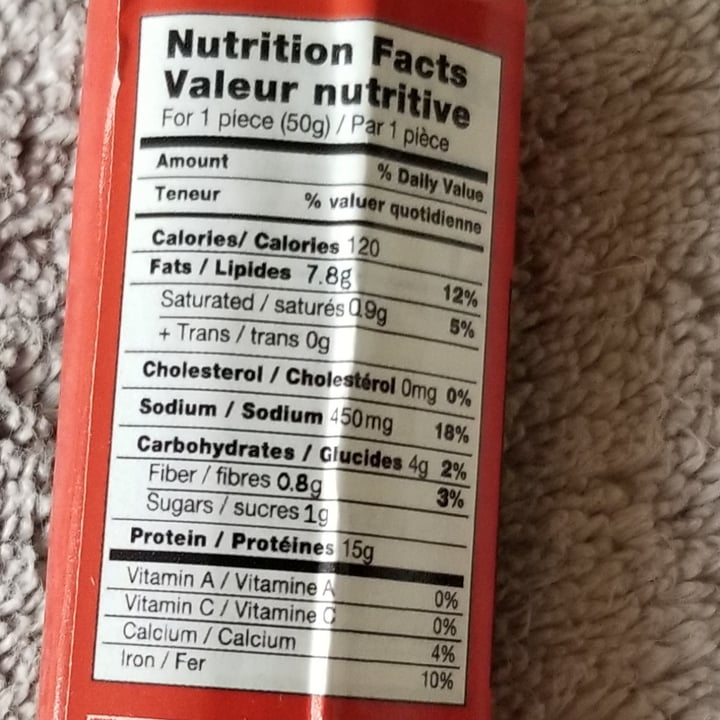 Nutrition Facts
Valeur nutritive
For 1 piece (50g) / Par 1 pièce
Amount % Daily Value
Teneur % valuer quotidienne
Calories/ Calories 120
Fats / Lipides 7.8g 12%
Saturated / saturés 0.9g 5%
+ Trans / trans 0g
Cholesterol / Cholestérol 0mg 0%
Sodium / Sodium 450mg 18%
Carbohydrates / Glucides 4g 2%
Fiber / fibres 0.8g 3%
Sugars / sucres 1g
Protein / Protéines 15g
Vitamin A / Vitamine A 0%
Vitamin C / Vitamine C 0%
Calcium / Calcium 4%
Iron / Fer 10%